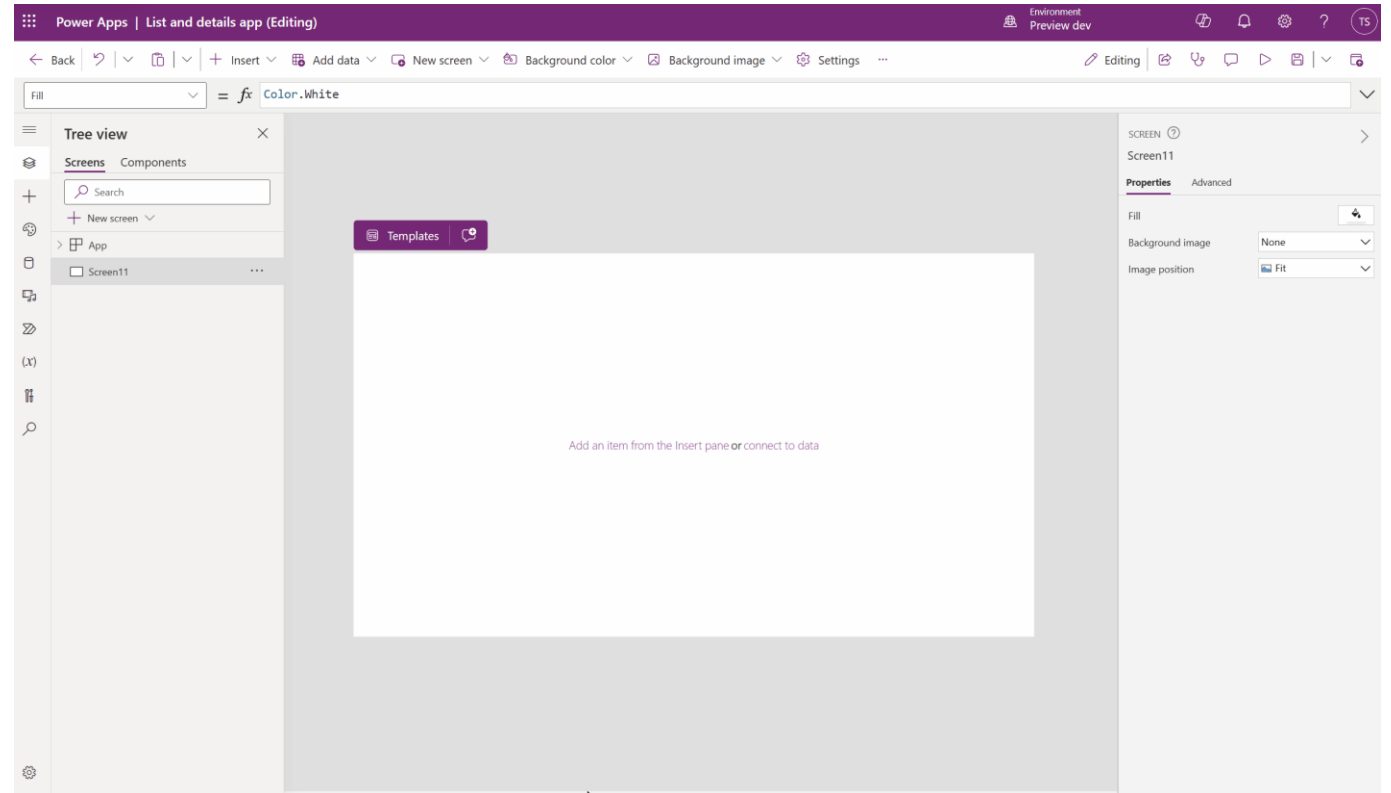 Power Apps | List and details app (Editing)
Environment
Preview dev
?
TS
Back
Insert
Add data
New screen
Background color
Background image
Settings
...
Editing
Fill
= fx Color.White
Tree view
Screens Components
Search
New screen
App
Screen11
...
(x)
Templates
Add an item from the Insert pane or connect to data
SCREEN ?
Screen11
Properties Advanced
Fill
Background image None
Image position Fit